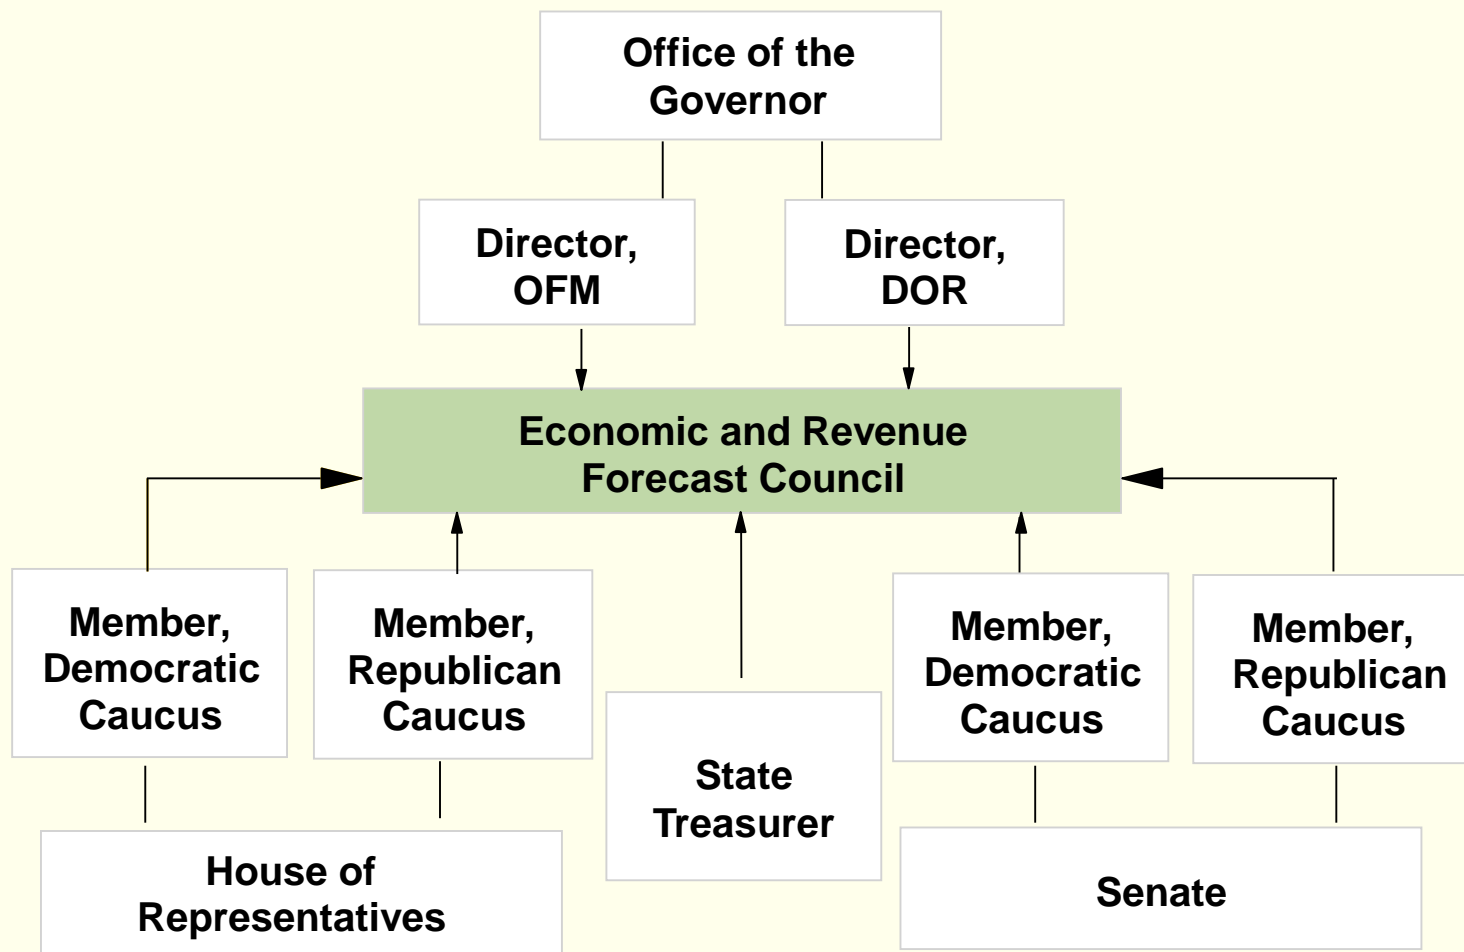 Office of the
Governor
Director,
OFM
Director,
DOR
Economic and Revenue
Forecast Council
Member,
Democratic
Caucus
Member,
Republican
Caucus
State
Treasurer
Member,
Democratic
Caucus
Member,
Republican
Caucus
House of
Representatives
Senate